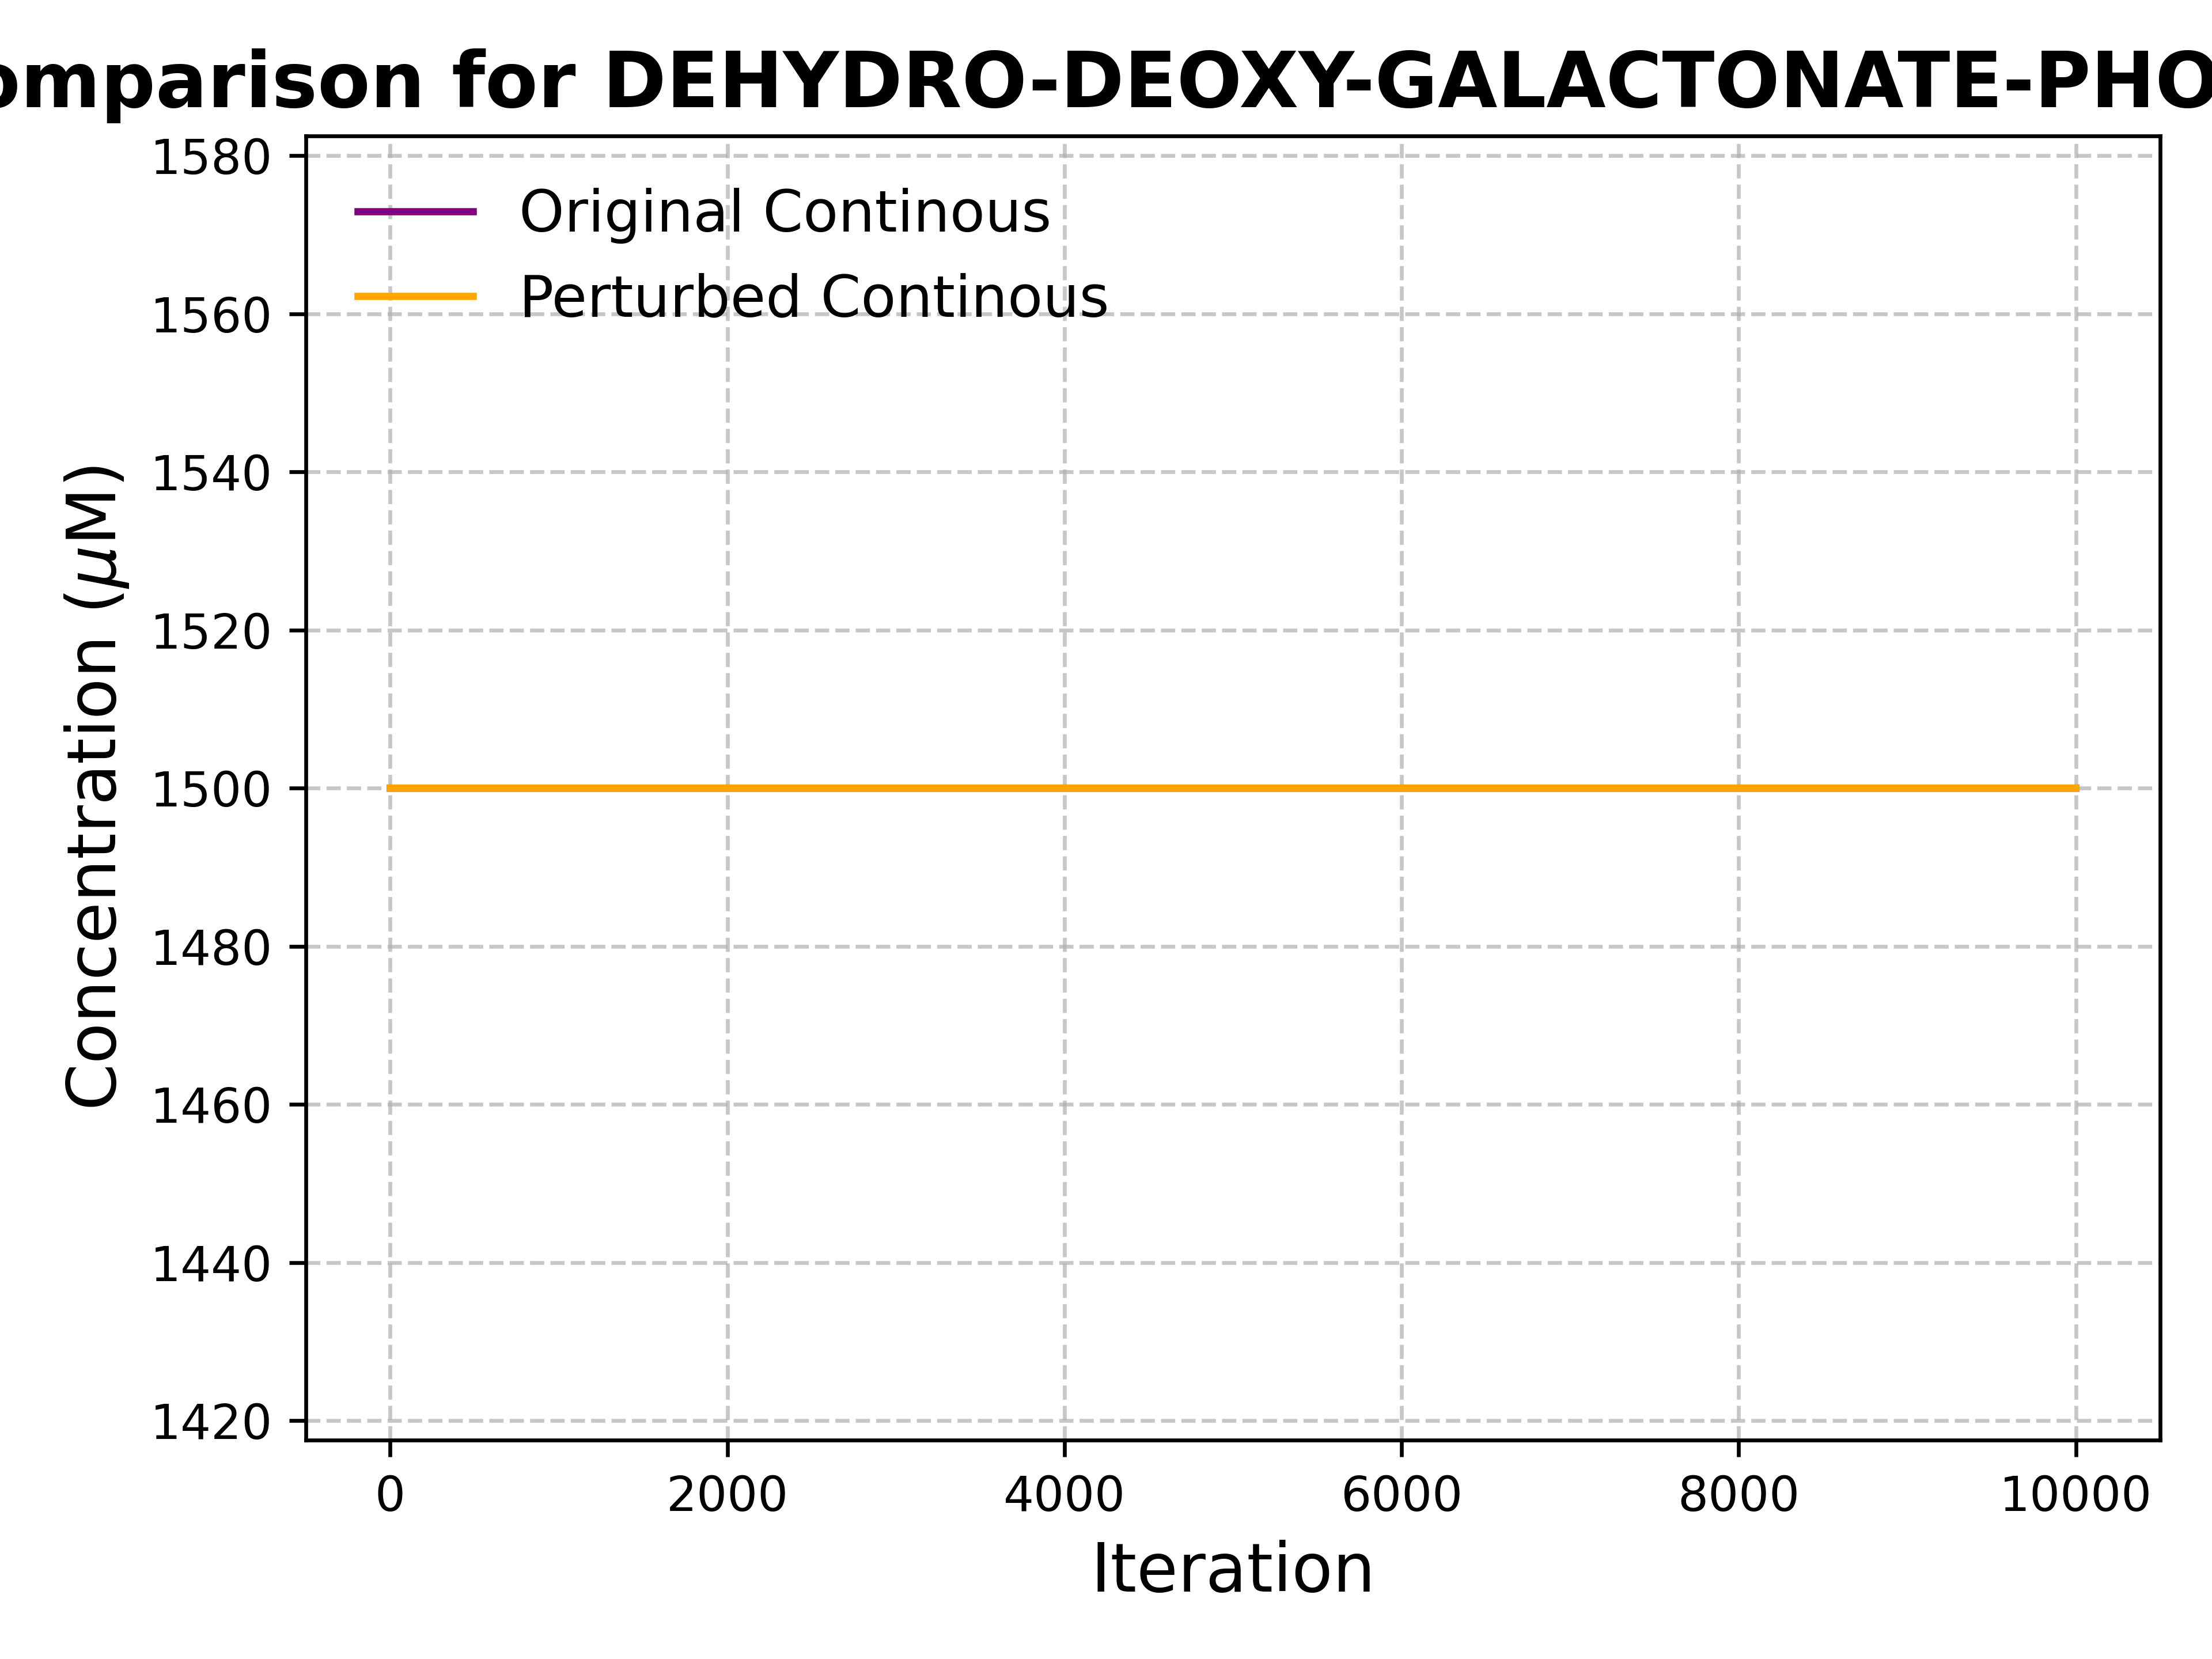 omparison for DEHYDRO-DEOXY-GALACTONATE-PHO
Original Continous
Perturbed Continous
Concentration (μM)
1580
1560
1540
1520
1500
1480
1460
1440
1420
0 2000 4000 6000 8000 10000
Iteration